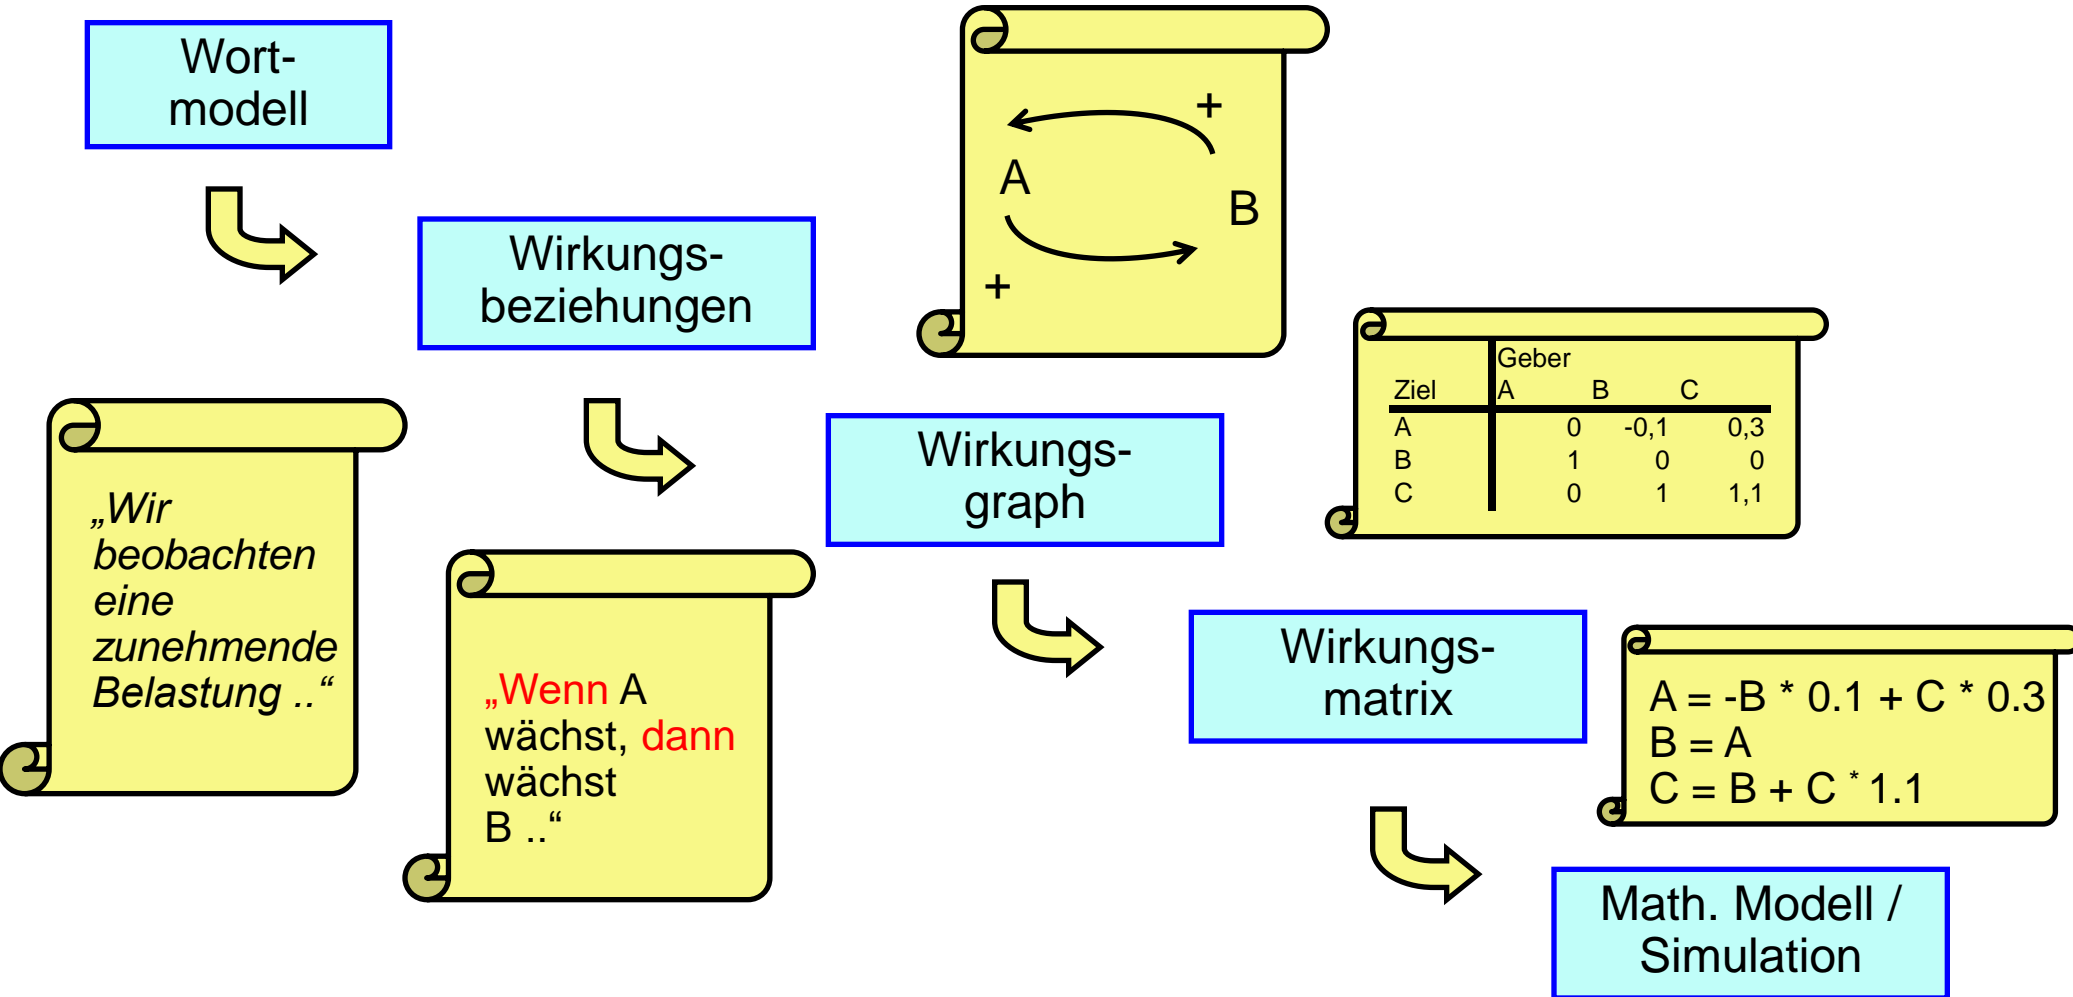 Wort-
modell
Wirkungs-
beziehungen
„Wir
beobachten
eine
zunehmende
Belastung ..“
„Wenn A
wächst, dann
wächst
B ..“
+
A
B
+
Wirkungs-
graph
Geber
Ziel A B C
A 0 -0,1 0,3
B 1 0 0
C 0 1 1,1
Wirkungs-
matrix
A = -B * 0.1 + C * 0.3
B = A
C = B + C * 1.1
Math. Modell /
Simulation